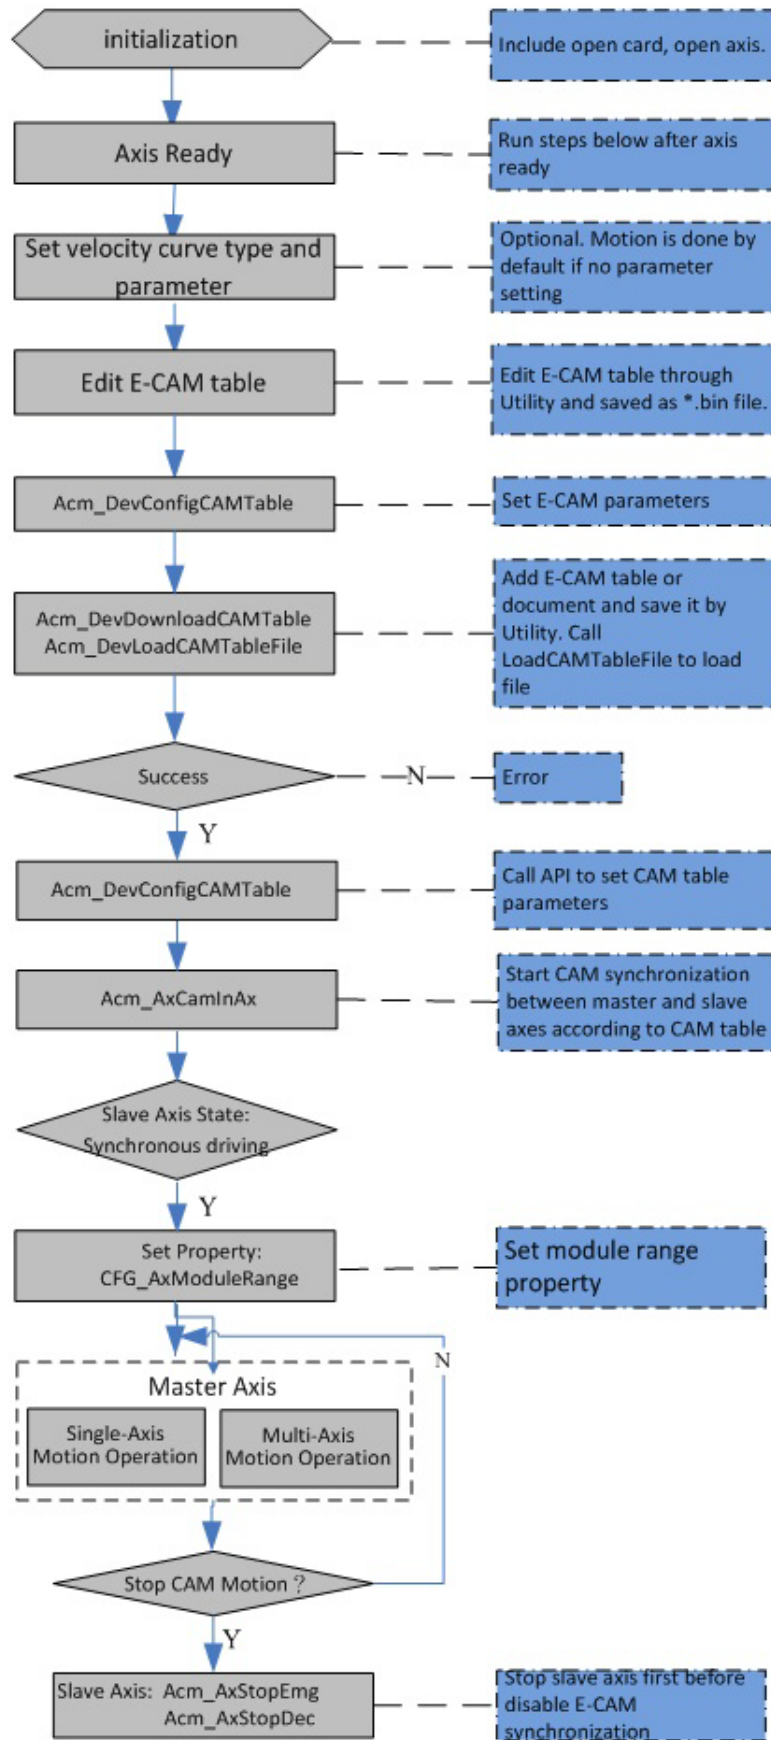 initialization
Include open card, open axis.
Axis Ready
Run steps below after axis
ready
Set velocity curve type and
parameter
Optional. Motion is done by
default if no parameter
setting
Edit E-CAM table
Edit E-CAM table through
Utility and saved as *.bin file.
Acm_DevConfigCAMTable
Set E-CAM parameters
Acm_DevDownloadCAMTable
Acm_DevLoadCAMTableFile
Add E-CAM table or
document and save it by
Utility. Call
LoadCAMTableFile to load
file
Success
N
Error
Y
Acm_DevConfigCAMTable
Call API to set CAM table
parameters
Acm_AxCamInAx
Start CAM synchronization
between master and slave
axes according to CAM table
Slave Axis State:
Synchronous driving
Y
Set Property:
CFG_AxModuleRange
Set module range
property
N
Master Axis
Single-Axis
Motion Operation
Multi-Axis
Motion Operation
Stop CAM Motion ?
Y
Slave Axis: Acm_AxStopEmg
Acm_AxStopDec
Stop slave axis first before
disable E-CAM
synchronization